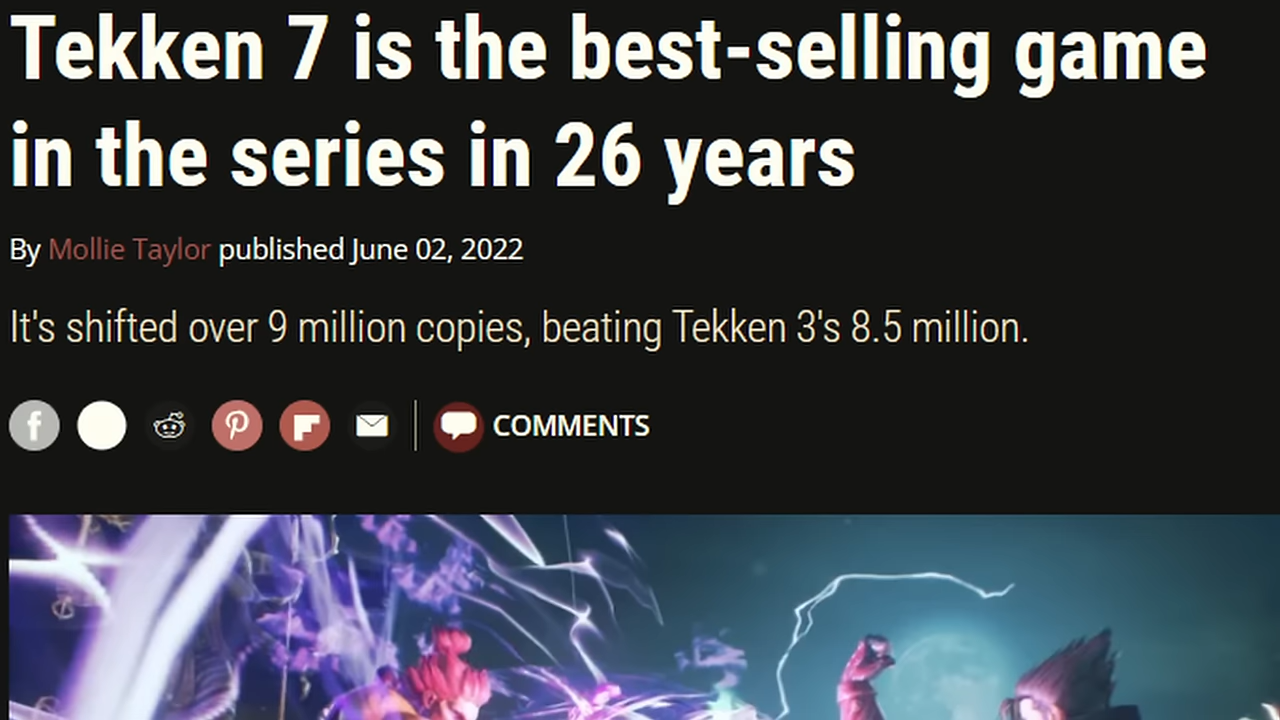 Tekken 7 is the best-selling game
in the series in 26 years
By Mollie Taylor published June 02, 2022
It's shifted over 9 million copies, beating Tekken 3's 8.5 million.
COMMENTS